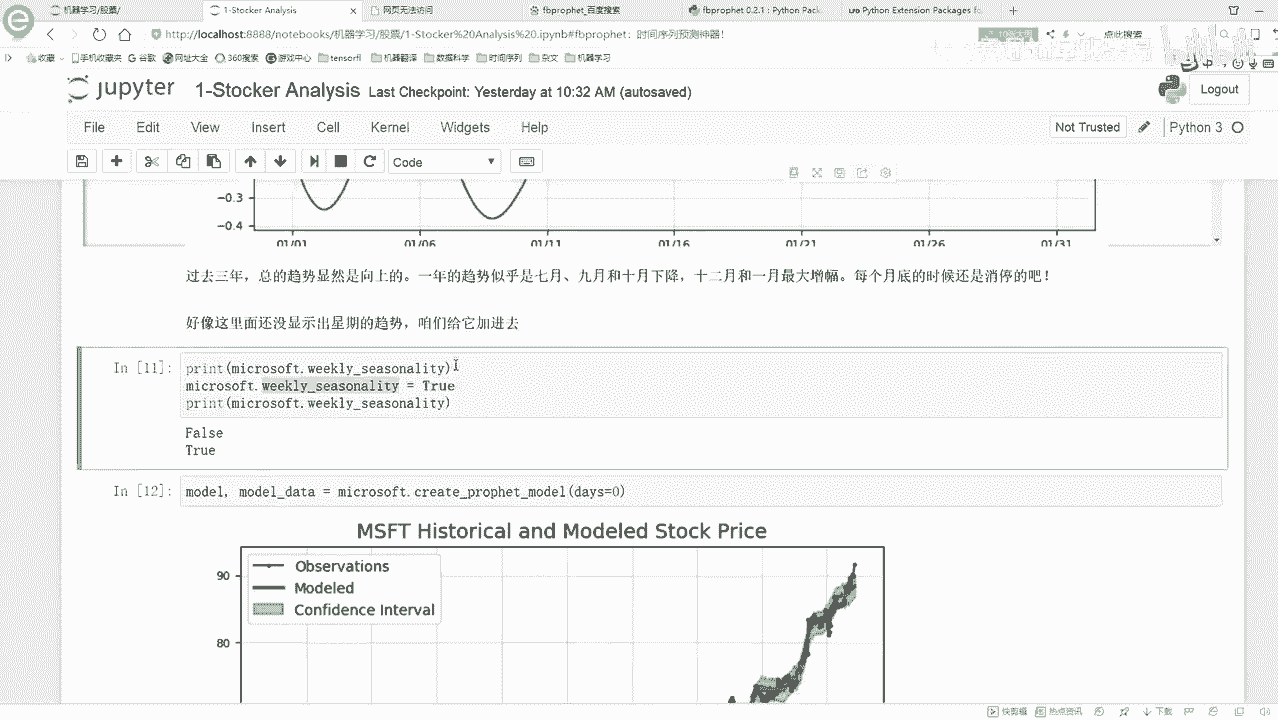 机器学习/股票/
1-Stocker Analysis
网页无法访问
fbprophet_百度搜索
fbprophet 0.2.1 : Python Pack
Python Extension Packages fo
http://localhost:8888/notebooks/机器学习/股票/1-Stocker%20Analysis%20.ipynb#fbprophet：时间序列预测神器！
点此搜索
收藏
手机收藏夹
谷歌
网址大全
360搜索
游戏中心
tensorfl
机器翻译
数据科学
时间序列
杂文
机器学习
jupyter
1-Stocker Analysis
Last Checkpoint: Yesterday at 10:32 AM (autosaved)
Logout
File
Edit
View
Insert
Cell
Kernel
Widgets
Help
Not Trusted
Python 3
Code
−0.3
−0.4
01/01
01/06
01/11
01/16
01/21
01/26
01/31
过去三年，总的趋势显然是向上的。一年的趋势似乎是七月、九月和十月下降，十二月和一月最大增幅。每个月底的时候还是消停的吧！
好像这里面还没显示出星期的趋势，咱们给它加进去
In [11]:
print(microsoft.weekly_seasonality)
microsoft.weekly_seasonality = True
print(microsoft.weekly_seasonality)
False
True
In [12]:
model, model_data = microsoft.create_prophet_model(days=0)
MSFT Historical and Modeled Stock Price
Observations
Modeled
Confidence Interval
90
80
快剪辑
热点资讯
下载